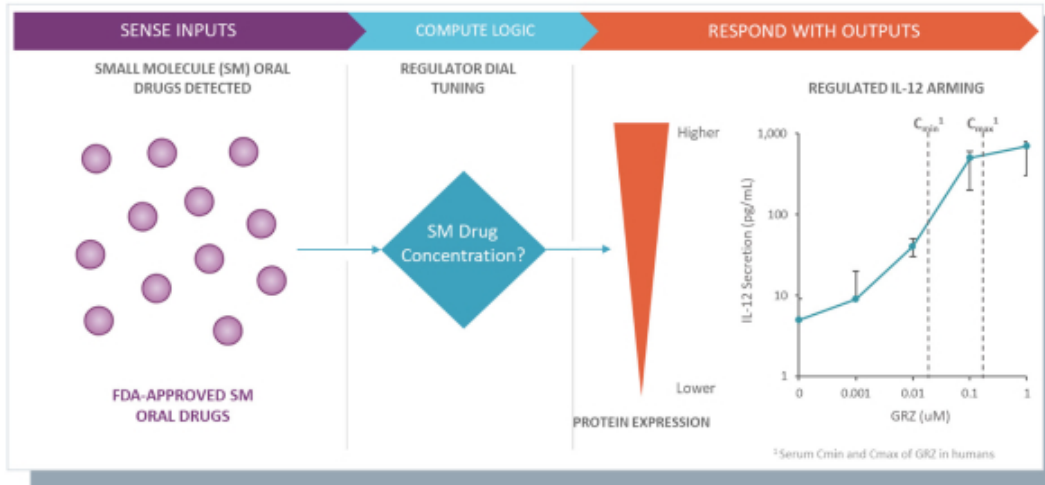 SENSE INPUTS
COMPUTE LOGIC
RESPOND WITH OUTPUTS
SMALL MOLECULE (SM) ORAL
DRUGS DETECTED
REGULATOR DIAL
TUNING
REGULATED IL-12 ARMING
SM Drug
Concentration?
FDA-APPROVED SM
ORAL DRUGS
Higher
Lower
PROTEIN EXPRESSION
Cmin¹
Cmax¹
IL-12 Secretion (pg/mL)
1,000
100
10
1
0
0.001
0.01
0.1
1
GRZ (uM)
¹ Serum Cmin and Cmax of GRZ in humans